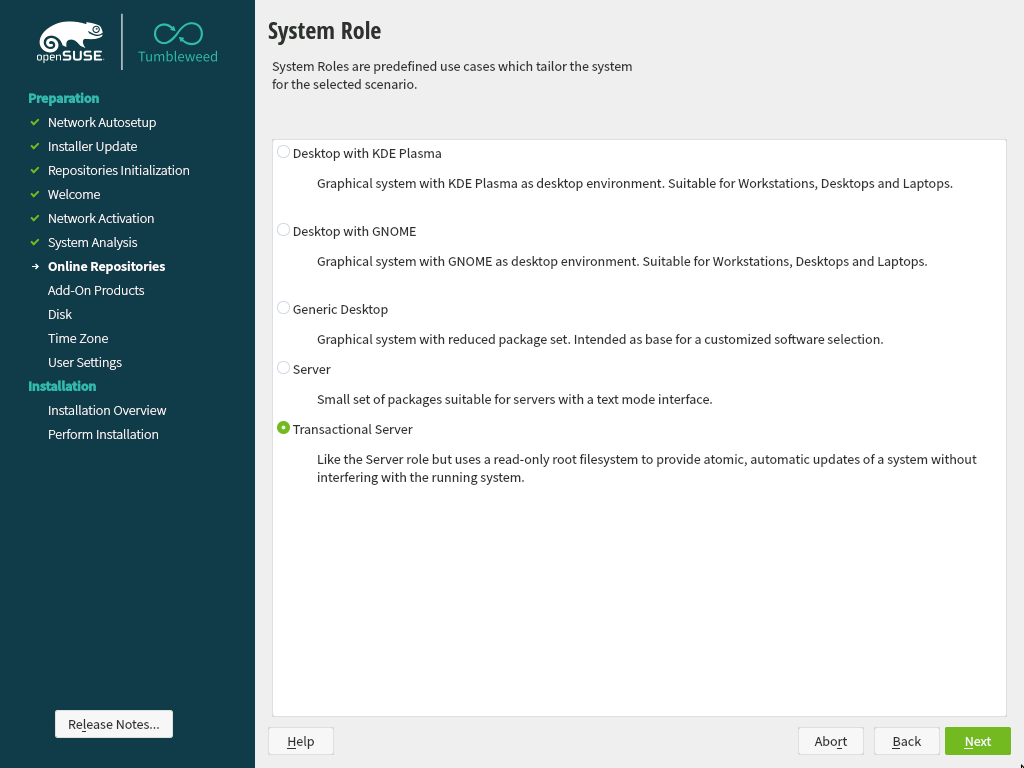 openSUSE
Tumbleweed
Preparation
Network Autosetup
Installer Update
Repositories Initialization
Welcome
Network Activation
System Analysis
Online Repositories
Add-On Products
Disk
Time Zone
User Settings
Installation
Installation Overview
Perform Installation
Release Notes...
System Role
System Roles are predefined use cases which tailor the system
for the selected scenario.
Desktop with KDE Plasma
Graphical system with KDE Plasma as desktop environment. Suitable for Workstations, Desktops and Laptops.
Desktop with GNOME
Graphical system with GNOME as desktop environment. Suitable for Workstations, Desktops and Laptops.
Generic Desktop
Graphical system with reduced package set. Intended as base for a customized software selection.
Server
Small set of packages suitable for servers with a text mode interface.
Transactional Server
Like the Server role but uses a read-only root filesystem to provide atomic, automatic updates of a system without
interfering with the running system.
Help
Abort
Back
Next